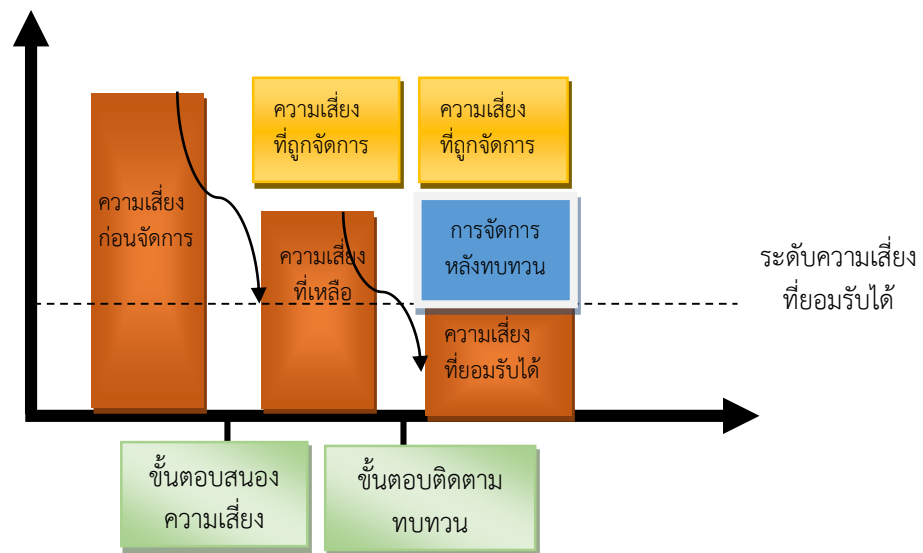 ความเสี่ยง
ที่ถูกจัดการ
ความเสี่ยง
ที่ถูกจัดการ
ความเสี่ยง
ก่อนจัดการ
ความเสี่ยง
ที่เหลือ
การจัดการ
หลังทบทวน
ระดับความเสี่ยง
ที่ยอมรับได้
ความเสี่ยง
ที่ยอมรับได้
ขั้นตอบสนอง
ความเสี่ยง
ขั้นตอบติดตาม
ทบทวน